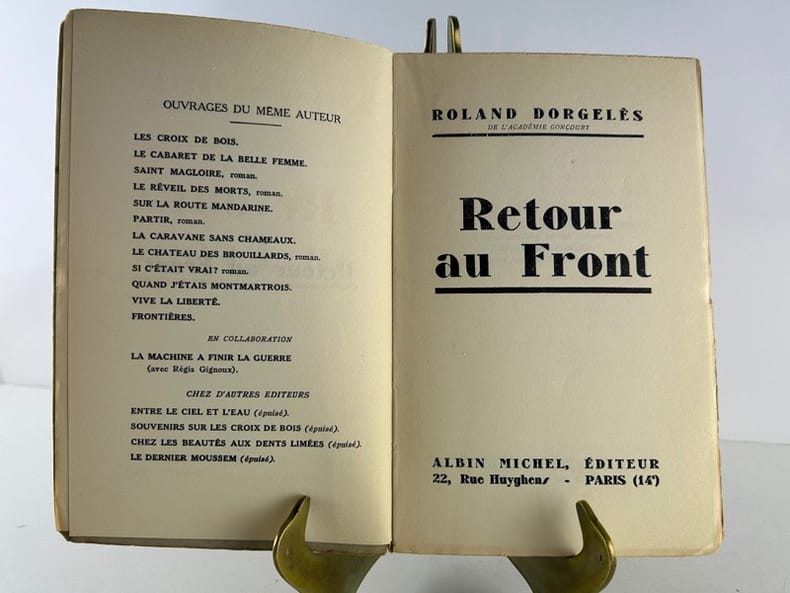 OUVRAGES DU MÊME AUTEUR
LES CROIX DE BOIS.
LE CABARET DE LA BELLE FEMME.
SAINT MAGLOIRE, roman.
LE RÉVEIL DES MORTS, roman.
SUR LA ROUTE MANDARINE.
PARTIR, roman.
LA CARAVANE SANS CHAMEAUX.
LE CHATEAU DES BROUILLARDS, roman.
SI C'ÉTAIT VRAI? roman.
QUAND J'ÉTAIS MONTMARTROIS.
VIVE LA LIBERTÉ.
FRONTIÈRES.
EN COLLABORATION
LA MACHINE A FINIR LA GUERRE
(avec Régis Gignoux).
CHEZ D'AUTRES EDITEURS
ENTRE LE CIEL ET L'EAU (épuisé).
SOUVENIRS SUR LES CROIX DE BOIS (épuisé).
CHEZ LES BEAUTÉS AUX DENTS LIMÉES (épuisé).
LE DERNIER MOUSSEM (épuisé).
ROLAND DORGELÈS
DE L'ACADÉMIE GONCOURT
Retour
au Front
ALBIN MICHEL, ÉDITEUR
22, Rue Huyghens - PARIS (14e)